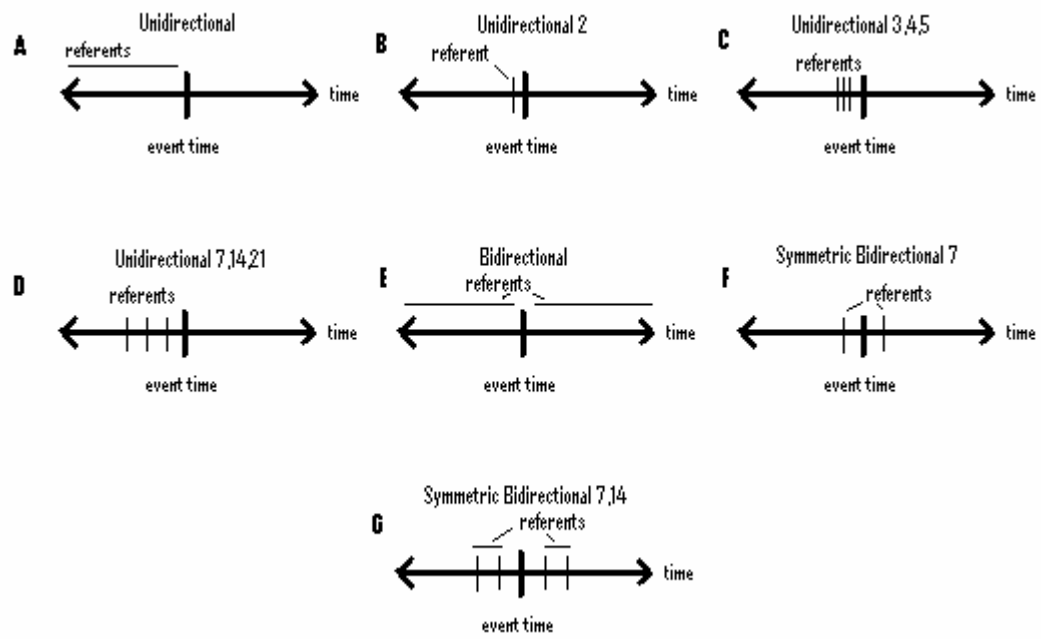 A
Unidirectional
referents
time
event time
B
Unidirectional 2
referent
time
event time
C
Unidirectional 3,4,5
referents
time
event time
D
Unidirectional 7,14,21
referents
time
event time
E
Bidirectional
referents
time
event time
F
Symmetric Bidirectional 7
referents
time
event time
G
Symmetric Bidirectional 7,14
referents
time
event time